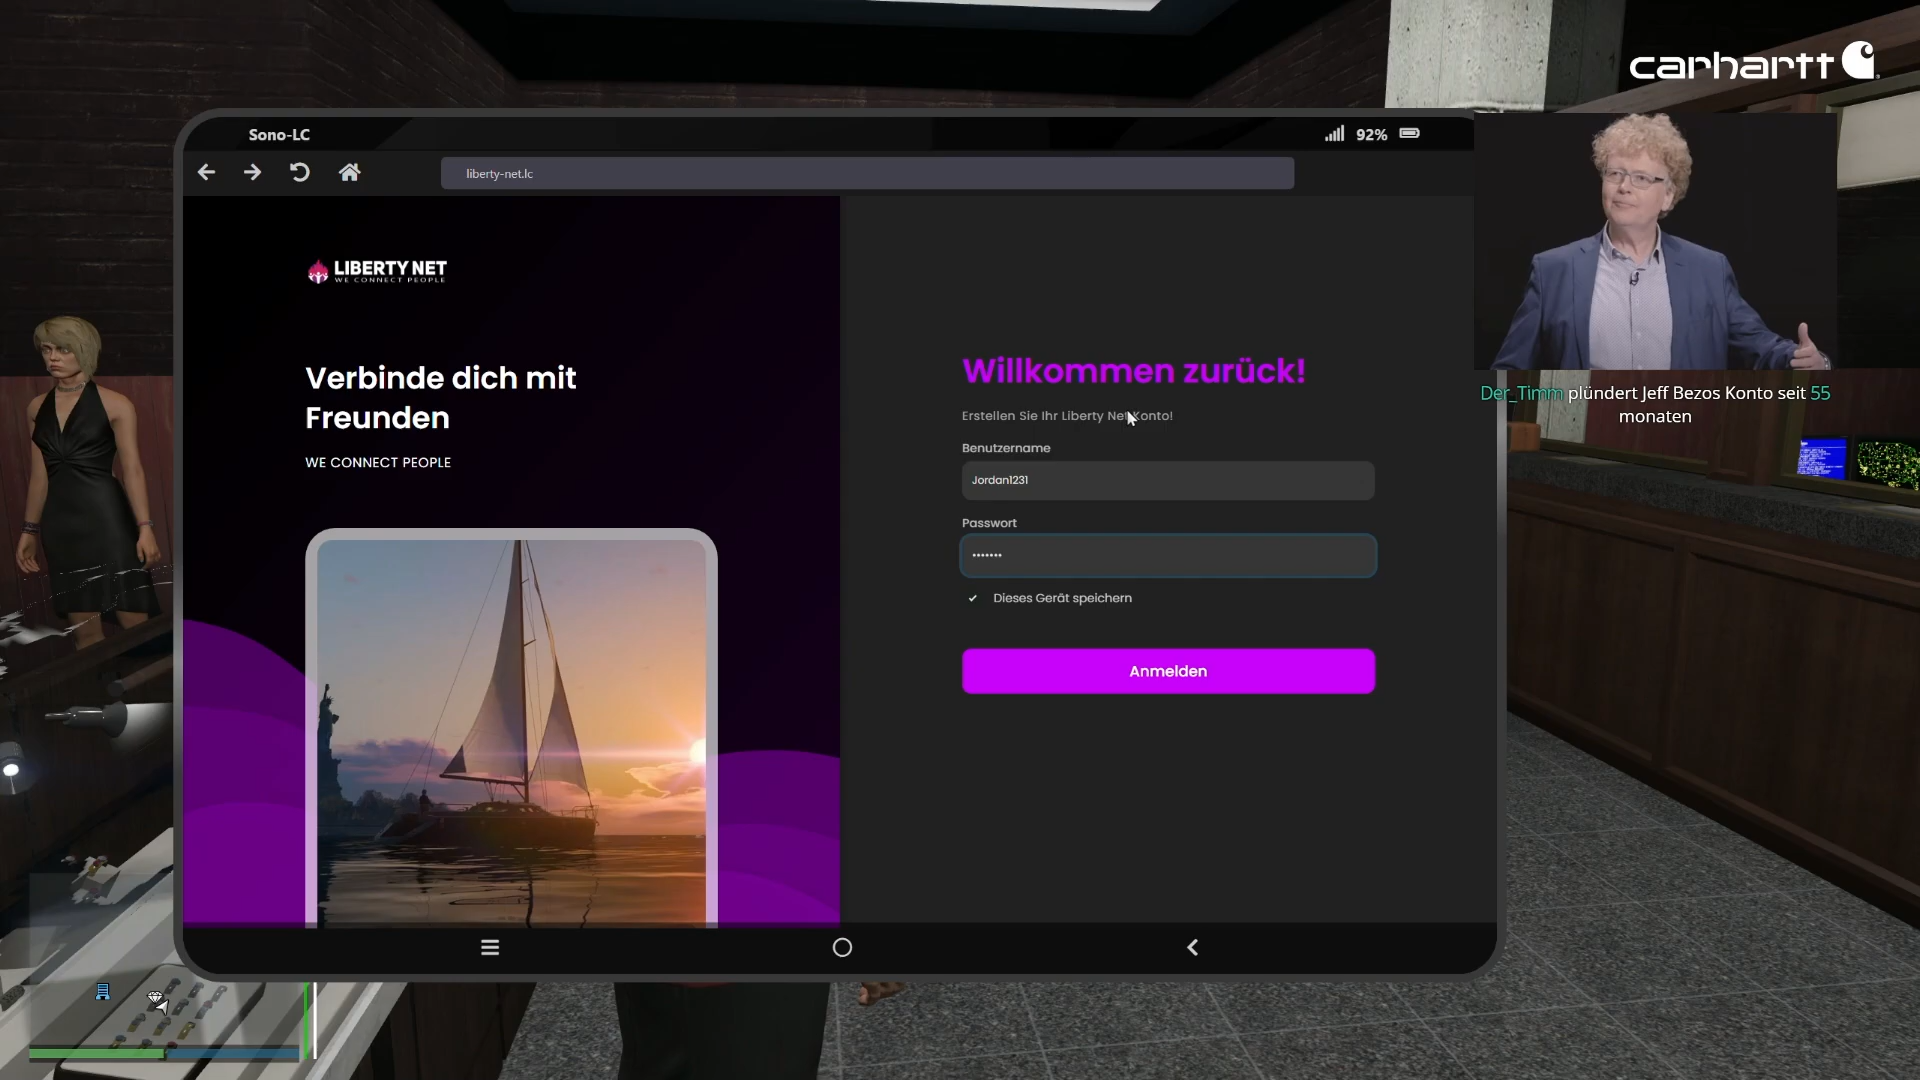 carhartt
Sono-LC
92%
liberty-net.lc
LIBERTY NET
WE CONNECT PEOPLE
Verbinde dich mit
Freunden
WE CONNECT PEOPLE
Willkommen zurück!
Erstellen Sie Ihr Liberty Net Konto!
Benutzername
Jordan1231
Passwort
•••••••
Dieses Gerät speichern
Anmelden
Der_Timm plündert Jeff Bezos Konto seit 55
monaten